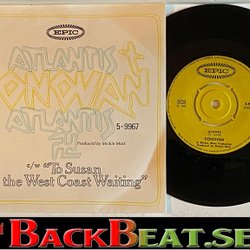 EPIC
ATLANTIS
DONOVAN
ATLANTIS
5-9967
Produced by Mickie Most
c/w "To Susan
the West Coast Waiting"
EPIC
ATLANTIS
DONOVAN
BACKBEAT.SE